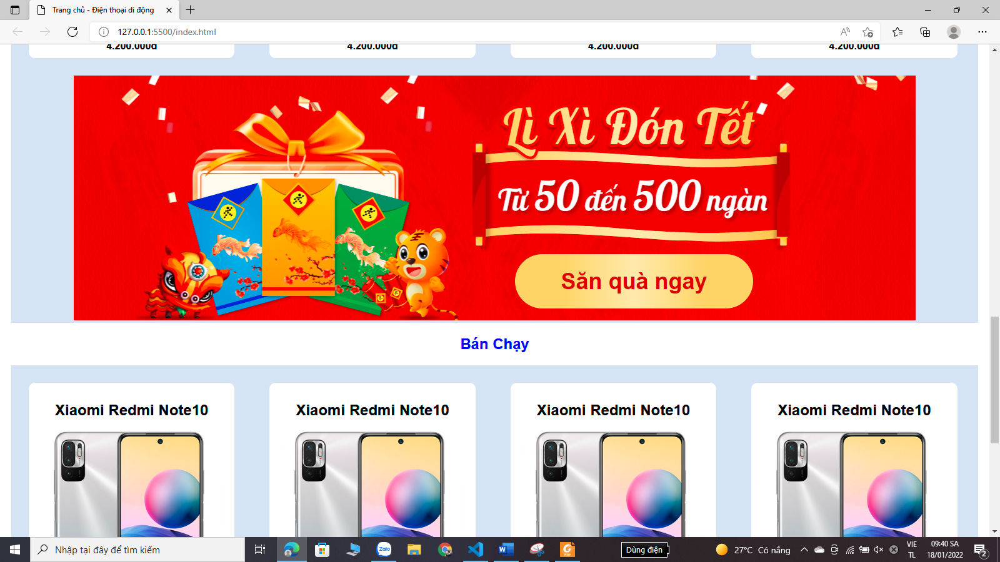 Trang chủ - Điện thoại di động
127.0.0.1:5500/index.html
4.200.000đ 4.200.000đ 4.200.000đ 4.200.000đ
Lì Xì Đón Tết
Từ 50 đến 500 ngàn
Săn quà ngay
Bán Chạy
Xiaomi Redmi Note10 Xiaomi Redmi Note10 Xiaomi Redmi Note10 Xiaomi Redmi Note10
Nhập tại đây để tìm kiếm
Zalo
Dùng điện
27°C Có nắng
VIE
TL
09:40 SA
18/01/2022
2